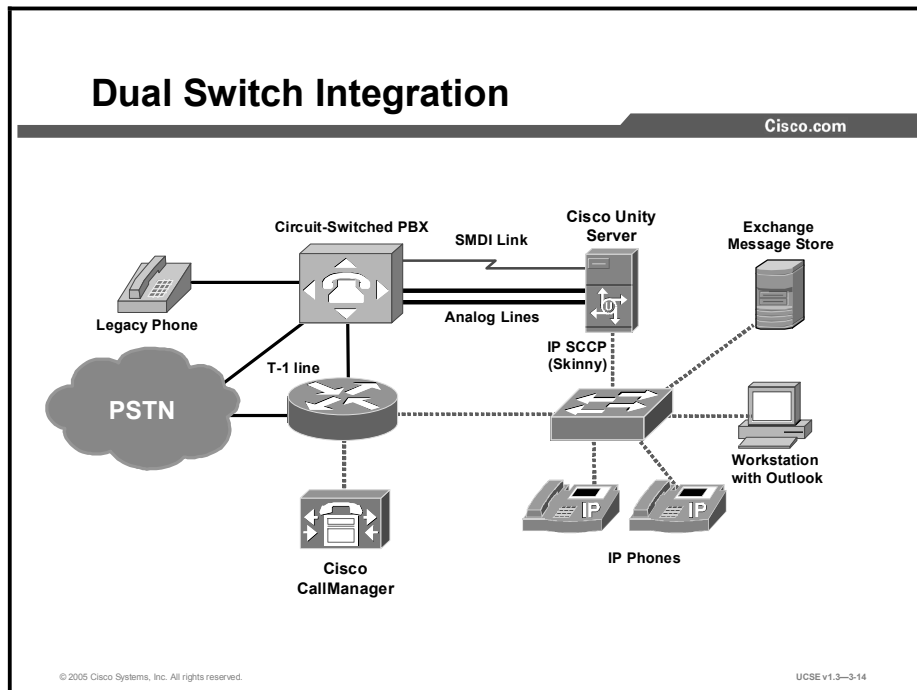 Dual Switch Integration
Cisco.com
Circuit-Switched PBX
SMDI Link
Cisco Unity
Server
Exchange
Message Store
Legacy Phone
Analog Lines
IP SCCP
(Skinny)
T-1 line
PSTN
U
Workstation
with Outlook
IP
IP
IP Phones
Cisco
CallManager
© 2005 Cisco Systems, Inc. All rights reserved.
UCSE v1.3—3-14